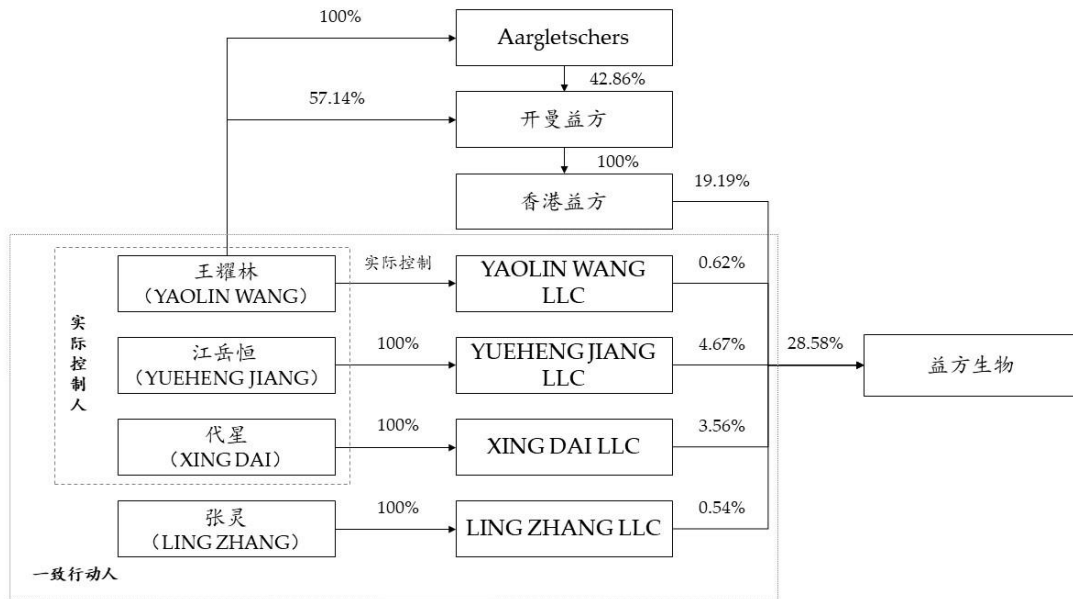 100%
Aargletschers
42.86%
57.14%
开曼益方
100%
19.19%
香港益方
王耀林
（YAOLIN WANG）
实际控制
YAOLIN WANG
LLC
0.62%
实际控制人
江岳恒
（YUEHENG JIANG）
100%
YUEHENG JIANG
LLC
4.67%
28.58%
益方生物
代星
（XING DAI）
100%
XING DAI LLC
3.56%
张灵
（LING ZHANG）
100%
LING ZHANG LLC
0.54%
一致行动人